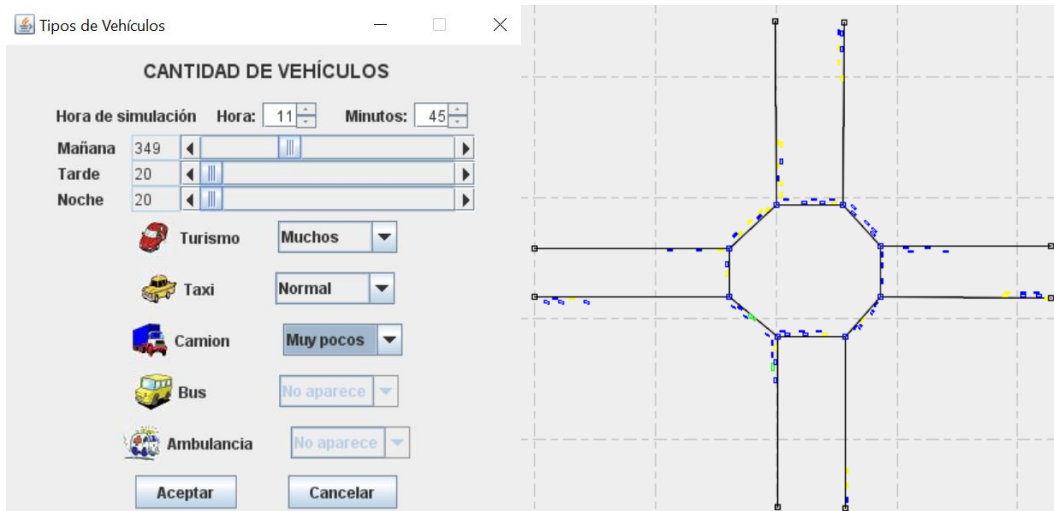 Tipos de Vehículos
CANTIDAD DE VEHÍCULOS
Hora de simulación Hora: 11 Minutos: 45
Mañana 349
Tarde 20
Noche 20
Turismo Muchos
Taxi Normal
Camion Muy pocos
Bus No aparece
Ambulancia No aparece
Aceptar Cancelar